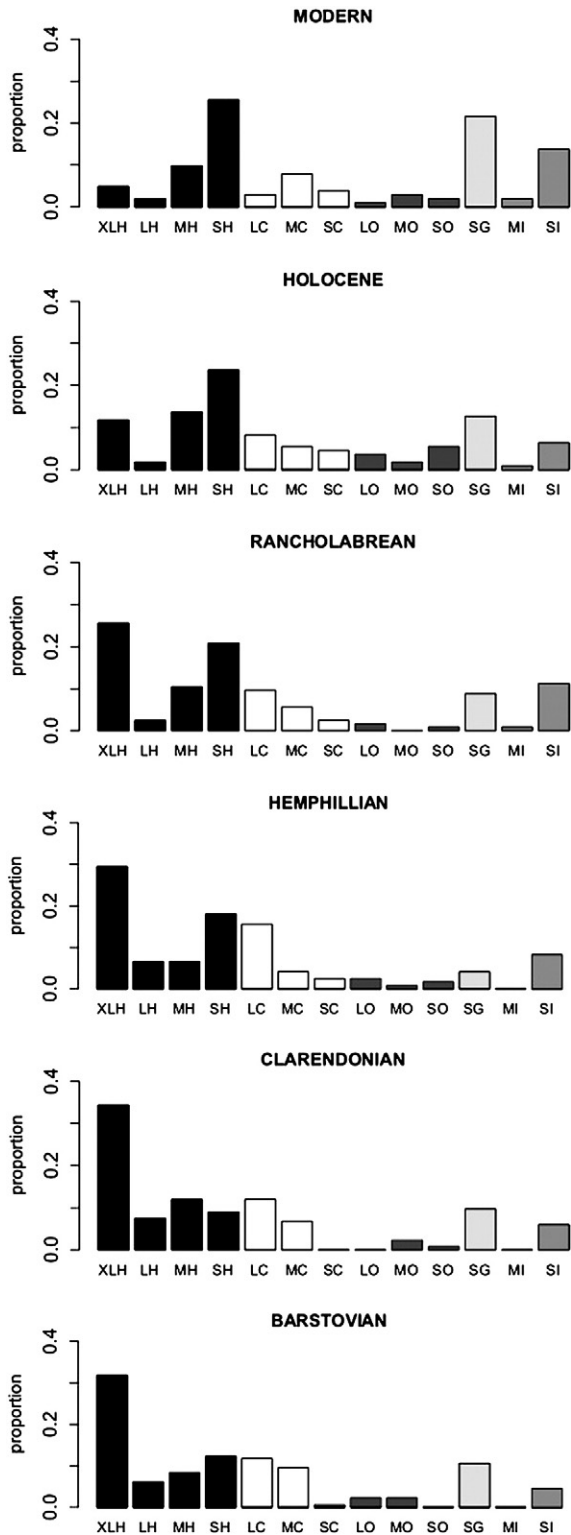 MODERN
proportion
0.4
0.2
0.0
XLH LH MH SH LC MC SC LO MO SO SG MI SI
HOLOCENE
proportion
0.4
0.2
0.0
XLH LH MH SH LC MC SC LO MO SO SG MI SI
RANCHOLABREAN
proportion
0.4
0.2
0.0
XLH LH MH SH LC MC SC LO MO SO SG MI SI
HEMPHILLIAN
proportion
0.4
0.2
0.0
XLH LH MH SH LC MC SC LO MO SO SG MI SI
CLARENDONIAN
proportion
0.4
0.2
0.0
XLH LH MH SH LC MC SC LO MO SO SG MI SI
BARSTOVIAN
proportion
0.4
0.2
0.0
XLH LH MH SH LC MC SC LO MO SO SG MI SI